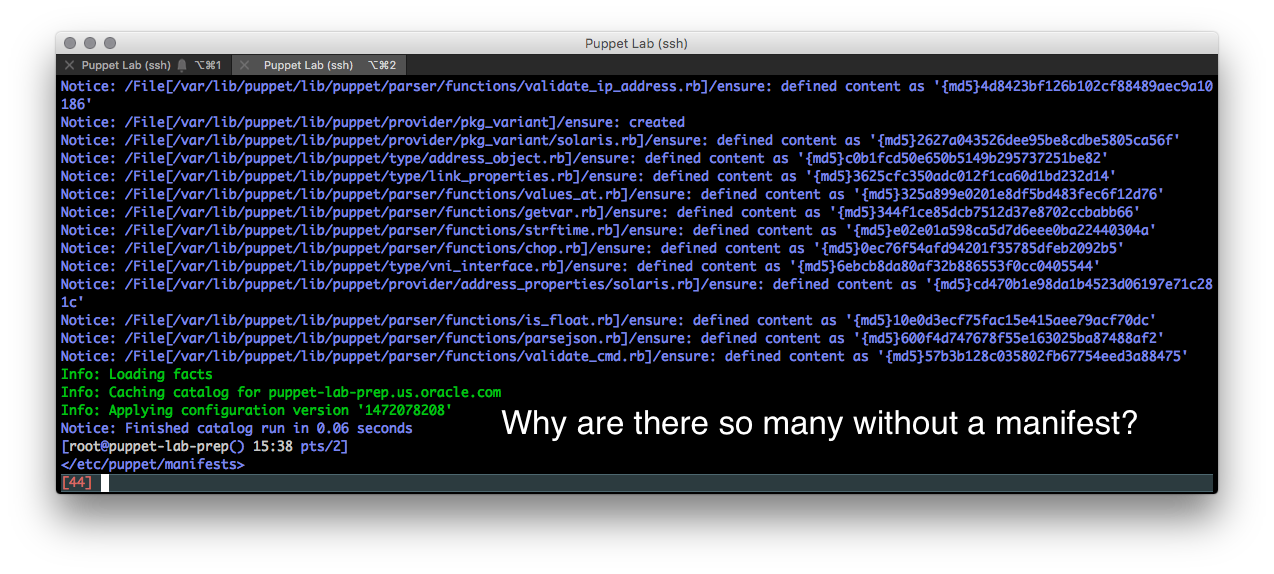 Puppet Lab (ssh)
Puppet Lab (ssh) ⌥⌘1 Puppet Lab (ssh) ⌥⌘2
Notice: /File[/var/lib/puppet/lib/puppet/parser/functions/validate_ip_address.rb]/ensure: defined content as '{md5}4d8423bf126b102cf88489aec9a10
186'
Notice: /File[/var/lib/puppet/lib/puppet/provider/pkg_variant]/ensure: created
Notice: /File[/var/lib/puppet/lib/puppet/provider/pkg_variant/solaris.rb]/ensure: defined content as '{md5}2627a043526dee95be8cdbe5805ca56f'
Notice: /File[/var/lib/puppet/lib/puppet/type/address_object.rb]/ensure: defined content as '{md5}c0b1fcd50e650b5149b295737251be82'
Notice: /File[/var/lib/puppet/lib/puppet/type/link_properties.rb]/ensure: defined content as '{md5}3625cfc350adc012f1ca60d1bd232d14'
Notice: /File[/var/lib/puppet/lib/puppet/parser/functions/values_at.rb]/ensure: defined content as '{md5}325a899e0201e8df5bd483fec6f12d76'
Notice: /File[/var/lib/puppet/lib/puppet/parser/functions/getvar.rb]/ensure: defined content as '{md5}344f1ce85dcb7512d37e8702ccbabb66'
Notice: /File[/var/lib/puppet/lib/puppet/parser/functions/strftime.rb]/ensure: defined content as '{md5}e02e01a598ca5d7d6eee0ba22440304a'
Notice: /File[/var/lib/puppet/lib/puppet/parser/functions/chop.rb]/ensure: defined content as '{md5}0ec76f54afd94201f35785dfeb2092b5'
Notice: /File[/var/lib/puppet/lib/puppet/type/vni_interface.rb]/ensure: defined content as '{md5}6ebcb8da80af32b886553f0cc0405544'
Notice: /File[/var/lib/puppet/lib/puppet/provider/address_properties/solaris.rb]/ensure: defined content as '{md5}cd470b1e98da1b4523d06197e71c28
1c'
Notice: /File[/var/lib/puppet/lib/puppet/parser/functions/is_float.rb]/ensure: defined content as '{md5}10e0d3ecf75fac15e415aee79acf70dc'
Notice: /File[/var/lib/puppet/lib/puppet/parser/functions/parsejson.rb]/ensure: defined content as '{md5}600f4d747678f55e163025ba87488af2'
Notice: /File[/var/lib/puppet/lib/puppet/parser/functions/validate_cmd.rb]/ensure: defined content as '{md5}57b3b128c035802fb67754eed3a88475'
Info: Loading facts
Info: Caching catalog for puppet-lab-prep.us.oracle.com
Info: Applying configuration version '1472078208'
Notice: Finished catalog run in 0.06 seconds
Why are there so many without a manifest?
[root@puppet-lab-prep() 15:38 pts/2]
</etc/puppet/manifests>
[44]